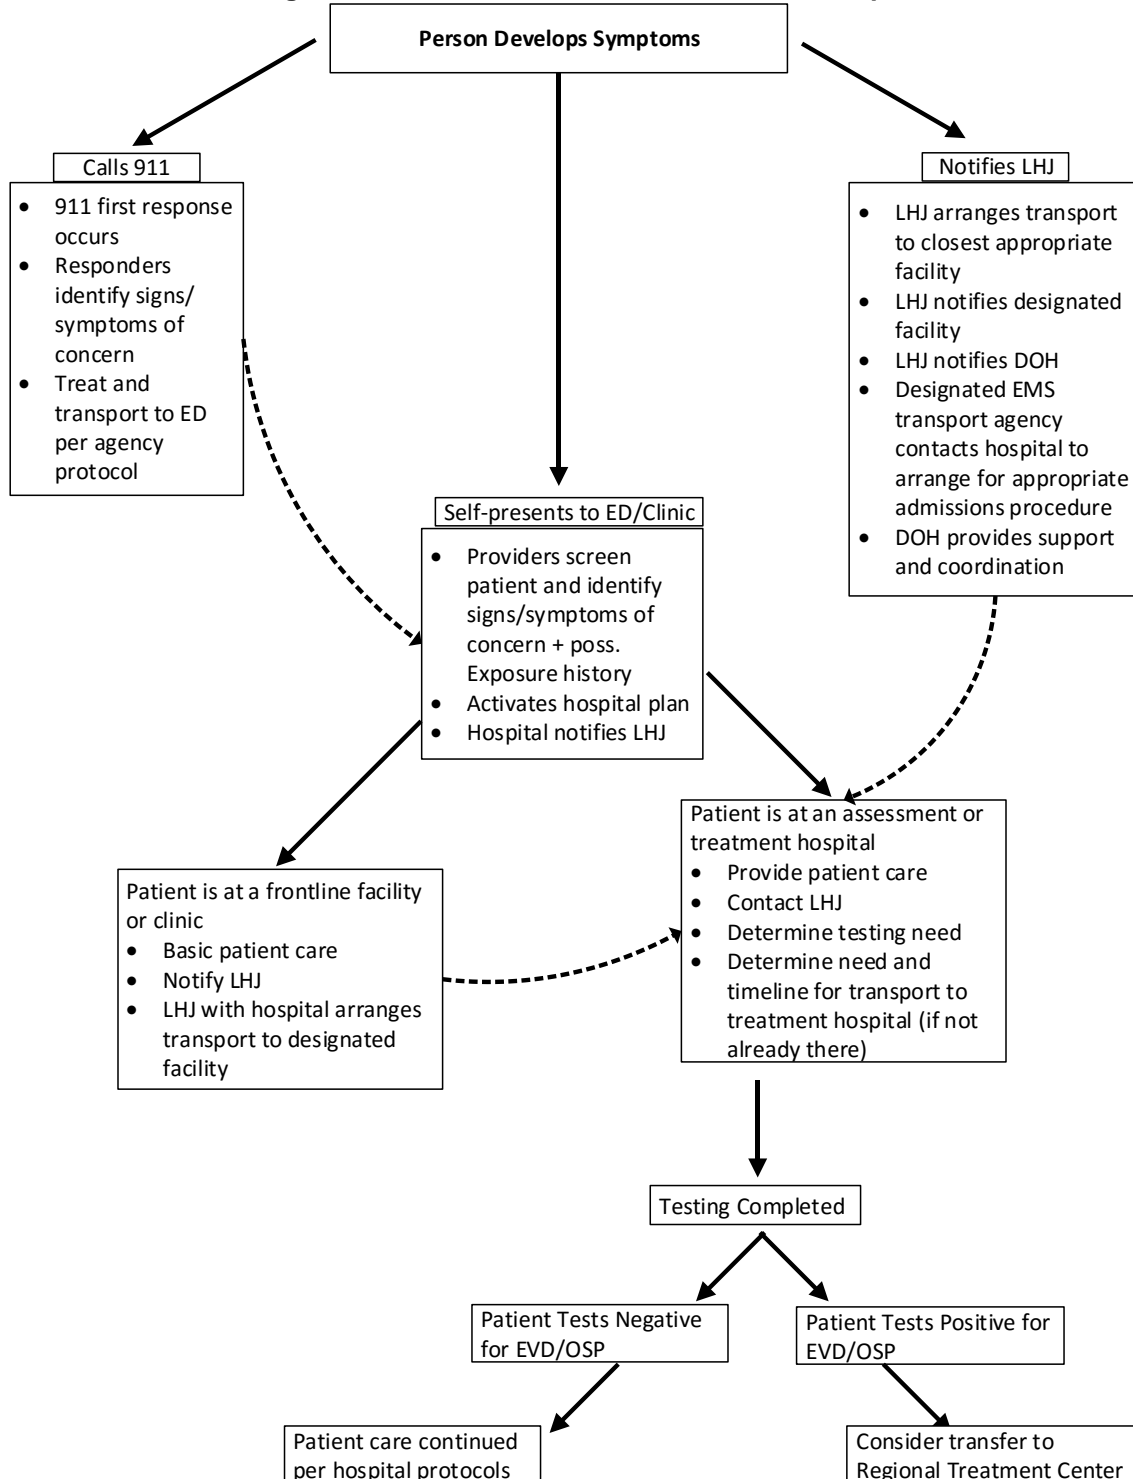 Person Develops Symptoms
Calls 911
• 911 first response
occurs
• Responders
identify signs/
symptoms of
concern
• Treat and
transport to ED
per agency
protocol
Notifies LHJ
• LHJ arranges transport
to closest appropriate
facility
• LHJ notifies designated
facility
• LHJ notifies DOH
• Designated EMS
transport agency
contacts hospital to
arrange for appropriate
admissions procedure
• DOH provides support
and coordination
Self-presents to ED/Clinic
• Providers screen
patient and identify
signs/symptoms of
concern + poss.
Exposure history
• Activates hospital plan
• Hospital notifies LHJ
Patient is at a frontline facility
or clinic
• Basic patient care
• Notify LHJ
• LHJ with hospital arranges
transport to designated
facility
Patient is at an assessment or
treatment hospital
• Provide patient care
• Contact LHJ
• Determine testing need
• Determine need and
timeline for transport to
treatment hospital (if not
already there)
Testing Completed
Patient Tests Negative
for EVD/OSP
Patient Tests Positive for
EVD/OSP
Patient care continued
per hospital protocols
Consider transfer to
Regional Treatment Center